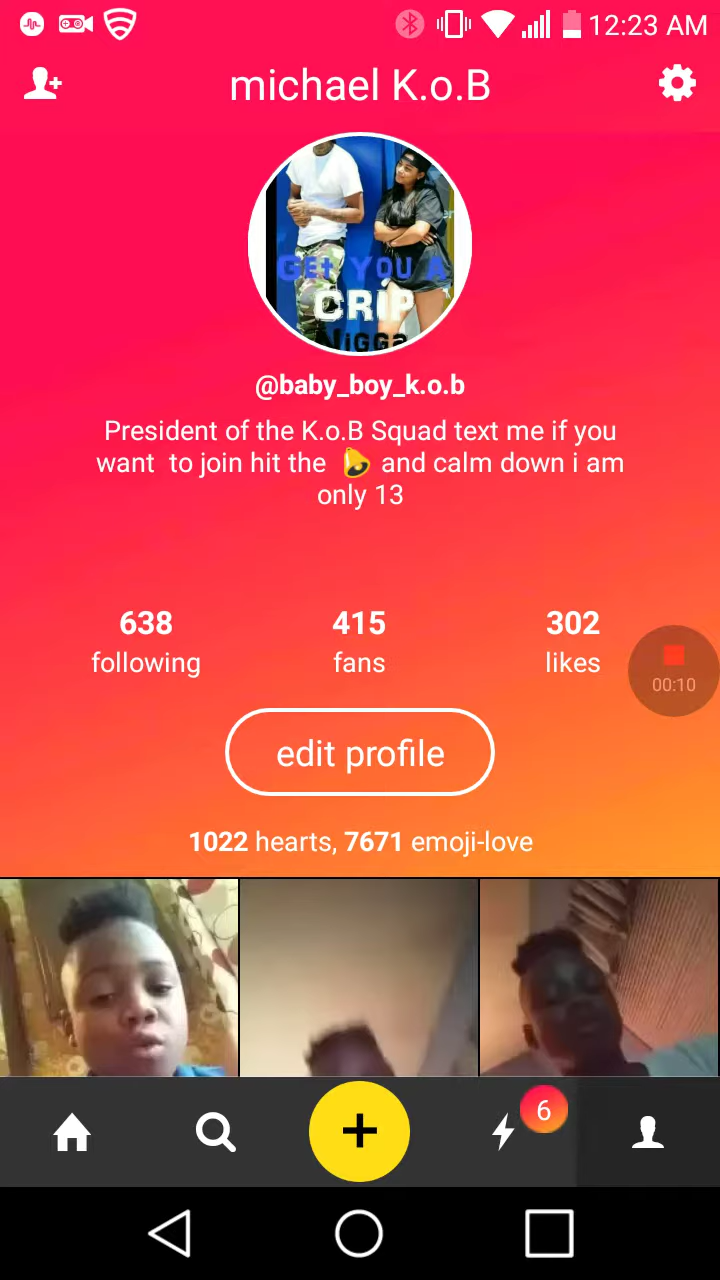 12:23 AM
michael K.o.B
GEt YOU A
CRIP
NiGGa
@baby_boy_k.o.b
President of the K.o.B Squad text me if you
want  to join hit the 🔔 and calm down i am
only 13
638 415 302
following fans likes
00:10
edit profile
1022 hearts, 7671 emoji-love
6